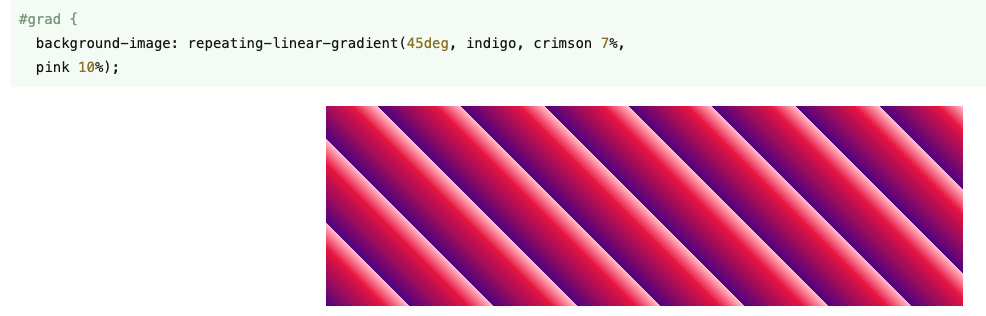 #grad {
  background-image: repeating-linear-gradient(45deg, indigo, crimson 7%,
  pink 10%);